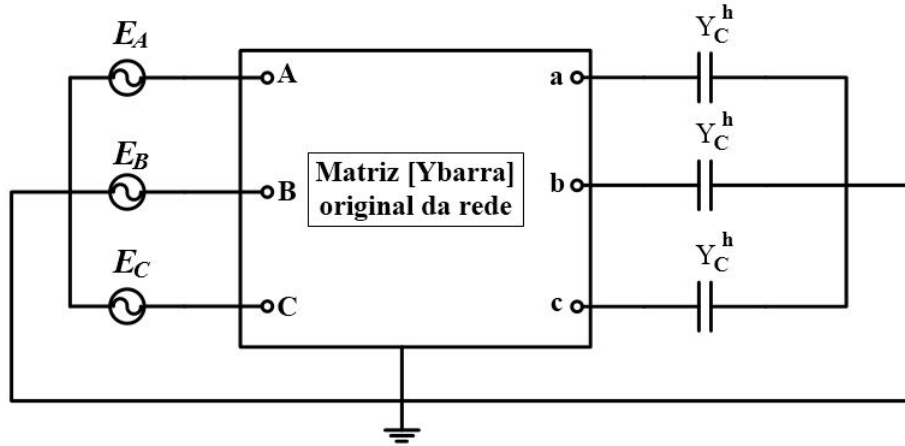 E_A
E_B
E_C
A
B
C
Matriz [Ybarra]
original da rede
a
b
c
Y_C^h
Y_C^h
Y_C^h